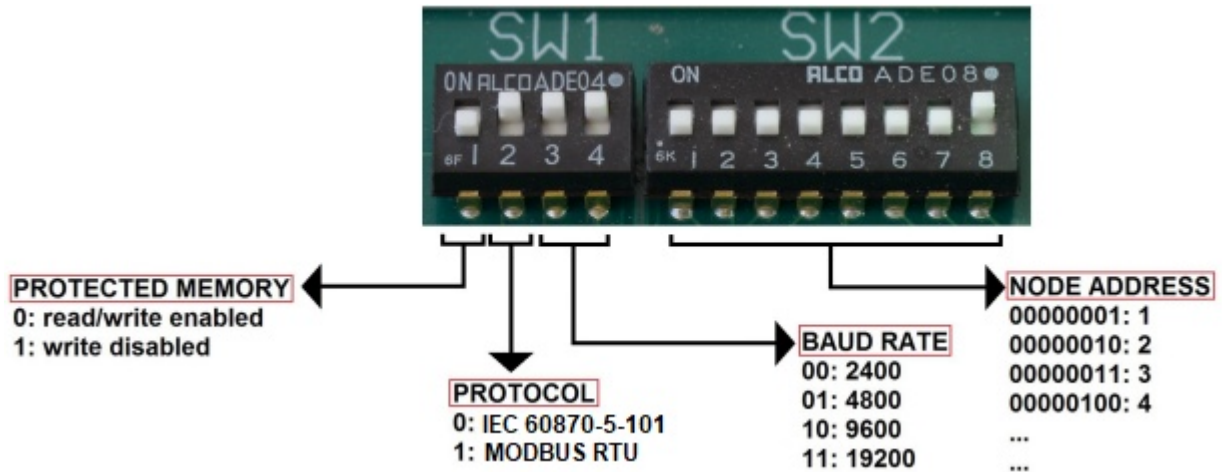 SW1 SW2
ON ALCO ADE04
ON ALCO ADE08
6F 1 2 3 4
6K 1 2 3 4 5 6 7 8
PROTECTED MEMORY
0: read/write enabled
1: write disabled
PROTOCOL
0: IEC 60870-5-101
1: MODBUS RTU
BAUD RATE
00: 2400
01: 4800
10: 9600
11: 19200
NODE ADDRESS
00000001: 1
00000010: 2
00000011: 3
00000100: 4
...
...